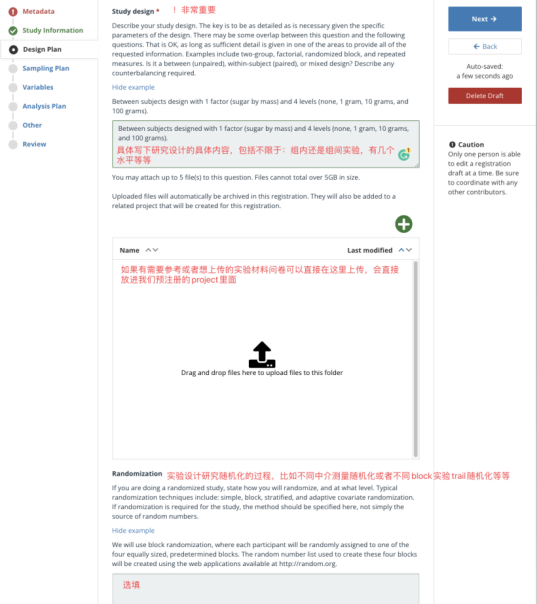 Metadata
Study Information
Design Plan
Sampling Plan
Variables
Analysis Plan
Other
Review
Study design * ！非常重要
Describe your study design. The key is to be as detailed as is necessary given the specific
parameters of the design. There may be some overlap between this question and the following
questions. That is OK, as long as sufficient detail is given in one of the areas to provide all of the
requested information. Examples include two-group, factorial, randomized block, and repeated
measures. Is it a between (unpaired), within-subject (paired), or mixed design? Describe any
counterbalancing required.
Hide example
Between subjects design with 1 factor (sugar by mass) and 4 levels (none, 1 gram, 10 grams, and
100 grams).
Between subjects designed with 1 factor (sugar by mass) and 4 levels (none, 1 gram, 10 grams,
and 100 grams).
具体写下研究设计的具体内容，包括不限于：组内还是组间实验，有几个
水平等等
1
You may attach up to 5 file(s) to this question. Files cannot total over 5GB in size.
Uploaded files will automatically be archived in this registration. They will also be added to a
related project that will be created for this registration.
Name
Last modified
如果有需要参考或者想上传的实验材料问卷可以直接在这里上传，会直接
放进我们预注册的project里面
Drag and drop files here to upload files to this folder
Randomization 实验设计研究随机化的过程，比如不同中介测量随机化或者不同block实验trail随机化等等
If you are doing a randomized study, state how you will randomize, and at what level. Typical
randomization techniques include: simple, block, stratified, and adaptive covariate randomization.
If randomization is required for the study, the method should be specified here, not simply the
source of random numbers.
Hide example
We will use block randomization, where each participant will be randomly assigned to one of the
four equally sized, predetermined blocks. The random number list used to create these four blocks
will be created using the web applications available at http://random.org.
选填
Next
Back
Auto-saved:
a few seconds ago
Delete Draft
Caution
Only one person is able
to edit a registration
draft at a time. Be sure
to coordinate with any
other contributors.